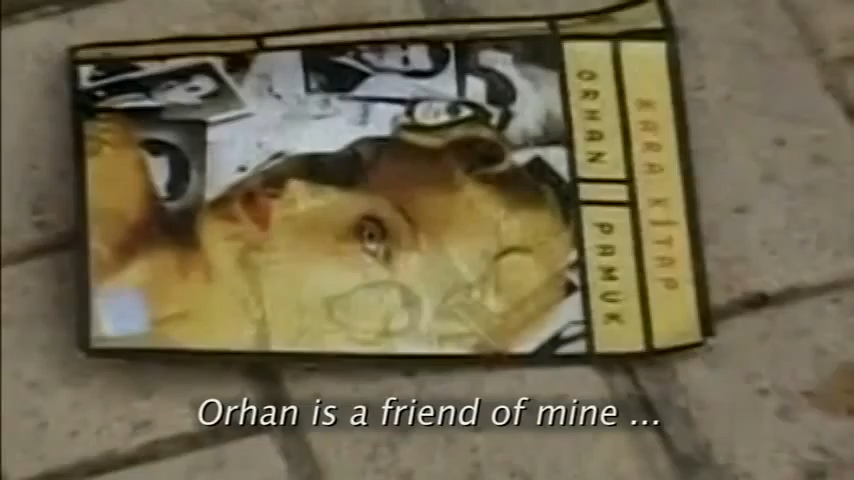 KARA KİTAP
ORHAN PAMUK
Orhan is a friend of mine ...